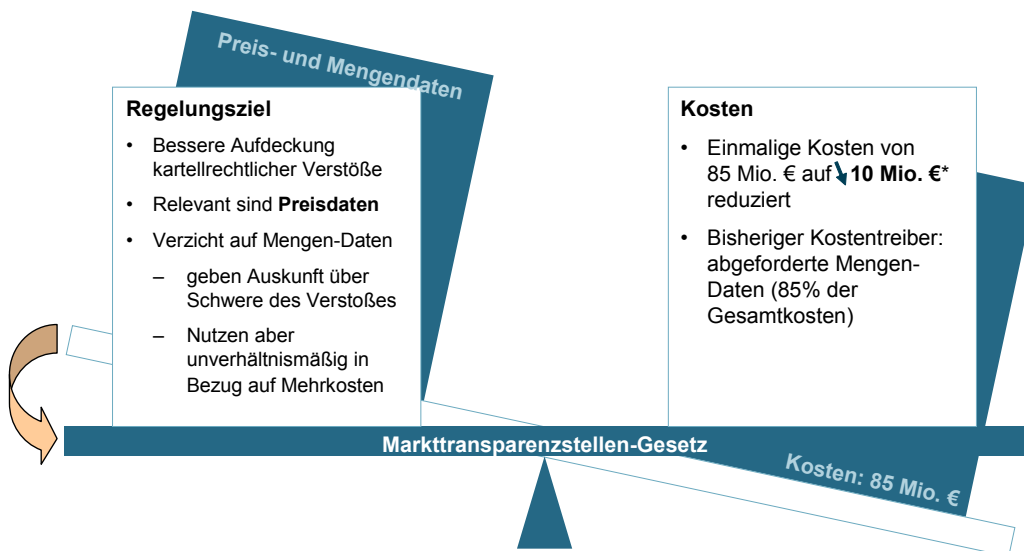 Preis- und Mengendaten
Regelungsziel
• Bessere Aufdeckung
kartellrechtlicher Verstöße
• Relevant sind Preisdaten
• Verzicht auf Mengen-Daten
– geben Auskunft über
Schwere des Verstoßes
– Nutzen aber
unverhältnismäßig in
Bezug auf Mehrkosten
Kosten
• Einmalige Kosten von
85 Mio. € auf 10 Mio. €*
reduziert
• Bisheriger Kostentreiber:
abgeforderte Mengen-
Daten (85% der
Gesamtkosten)
Markttransparenzstellen-Gesetz
Kosten: 85 Mio. €